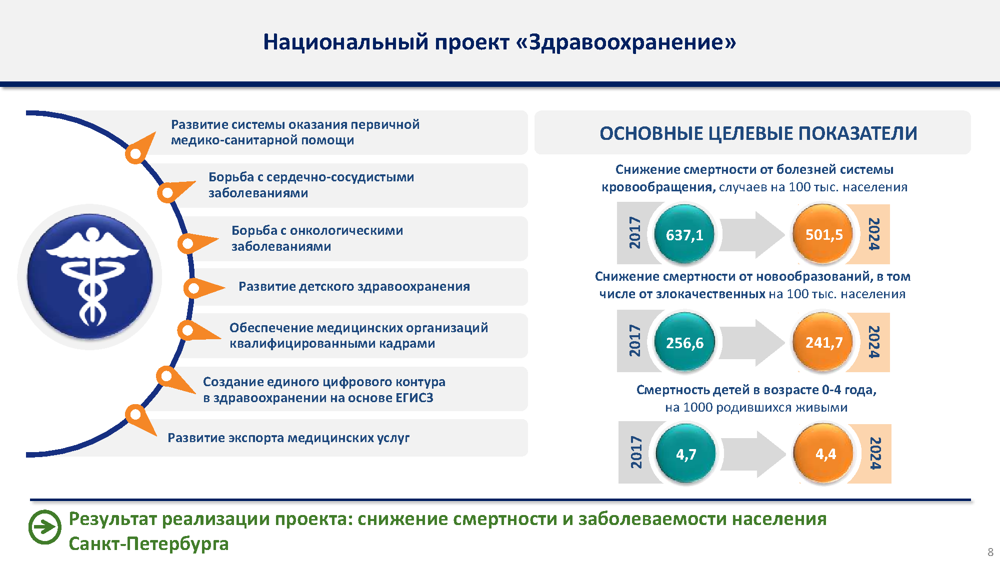 Национальный проект «Здравоохранение»
Развитие системы оказания первичной
медико-санитарной помощи
Борьба с сердечно-сосудистыми
заболеваниями
Борьба с онкологическими
заболеваниями
Развитие детского здравоохранения
Обеспечение медицинских организаций
квалифицированными кадрами
Создание единого цифрового контура
в здравоохранении на основе ЕГИСЗ
Развитие экспорта медицинских услуг
ОСНОВНЫЕ ЦЕЛЕВЫЕ ПОКАЗАТЕЛИ
Снижение смертности от болезней системы
кровообращения, случаев на 100 тыс. населения
2017 637,1 501,5 2024
Снижение смертности от новообразований, в том
числе от злокачественных на 100 тыс. населения
2017 256,6 241,7 2024
Смертность детей в возрасте 0-4 года,
на 1000 родившихся живыми
2017 4,7 4,4 2024
Результат реализации проекта: снижение смертности и заболеваемости населения
Санкт-Петербурга
8